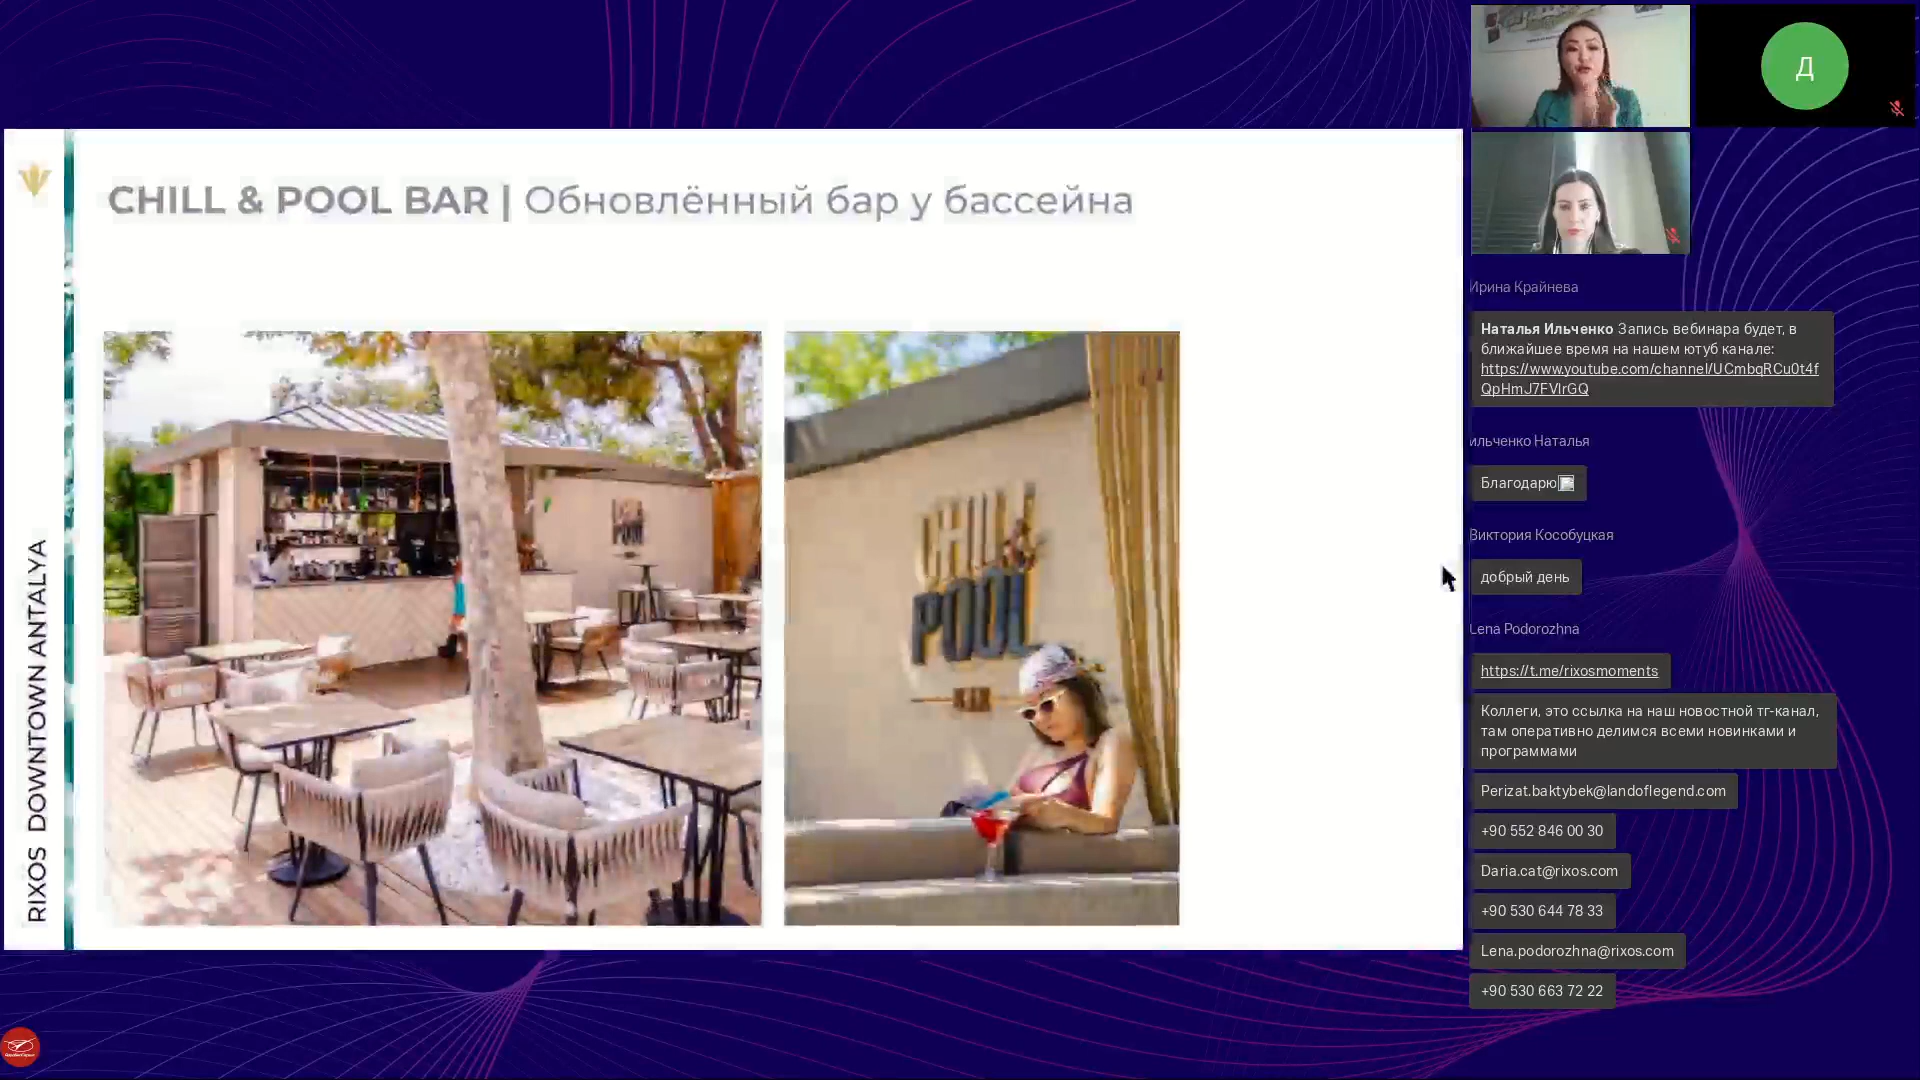 CHILL & POOL BAR | Обновлённый бар у бассейна
RIXOS DOWNTOWN ANTALYA
CHILL
POOL
CHILL
POOL
Д
Ирина Крайнева
Наталья Ильченко Запись вебинара будет, в
ближайшее время на нашем ютуб канале:
https://www.youtube.com/channel/UCmbqRCu0t4f
QpHmJ7FVIrGQ
ильченко Наталья
Благодарю
Виктория Кособуцкая
добрый день
Lena Podorozhna
https://t.me/rixosmoments
Коллеги, это ссылка на наш новостной тг-канал,
там оперативно делимся всеми новинками и
программами
Perizat.baktybek@landoflegend.com
+90 552 846 00 30
Daria.cat@rixos.com
+90 530 644 78 33
Lena.podorozhna@rixos.com
+90 530 663 72 22